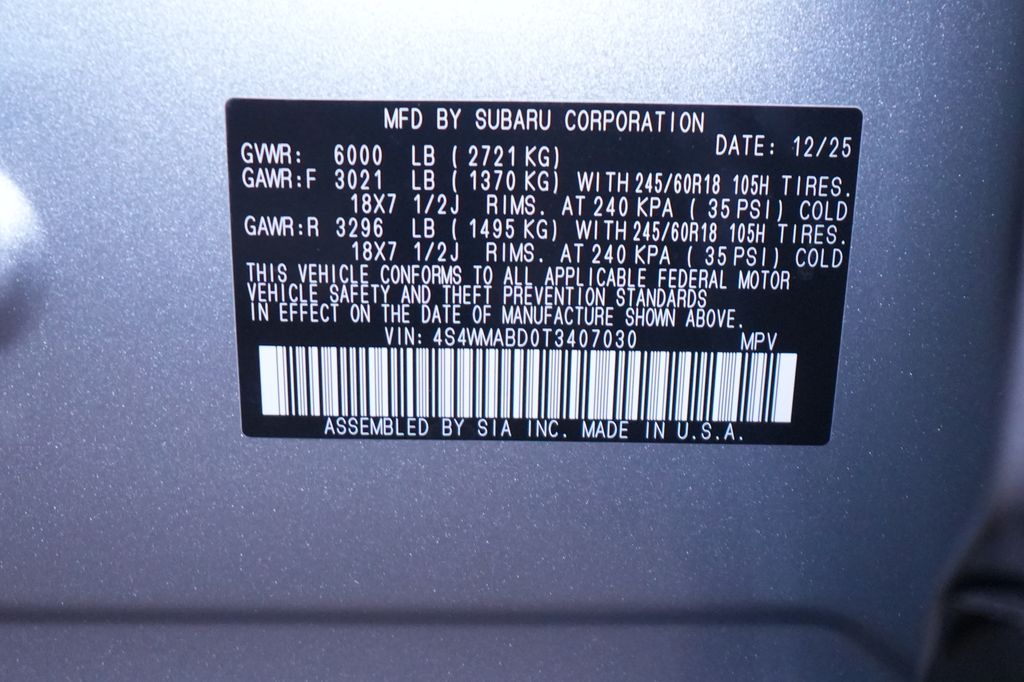 MFD BY SUBARU CORPORATION
DATE: 12/25
GVWR: 6000 LB ( 2721 KG)
GAWR:F 3021 LB ( 1370 KG) WITH 245/60R18 105H TIRES.
18X7 1/2J RIMS. AT 240 KPA ( 35 PSI) COLD
GAWR:R 3296 LB ( 1495 KG) WITH 245/60R18 105H TIRES.
18X7 1/2J RIMS. AT 240 KPA ( 35 PSI) COLD
THIS VEHICLE CONFORMS TO ALL APPLICABLE FEDERAL MOTOR
VEHICLE SAFETY AND THEFT PREVENTION STANDARDS
IN EFFECT ON THE DATE OF MANUFACTURE SHOWN ABOVE.
VIN: 4S4WMABD0T3407030 MPV
ASSEMBLED BY SIA INC. MADE IN U.S.A.